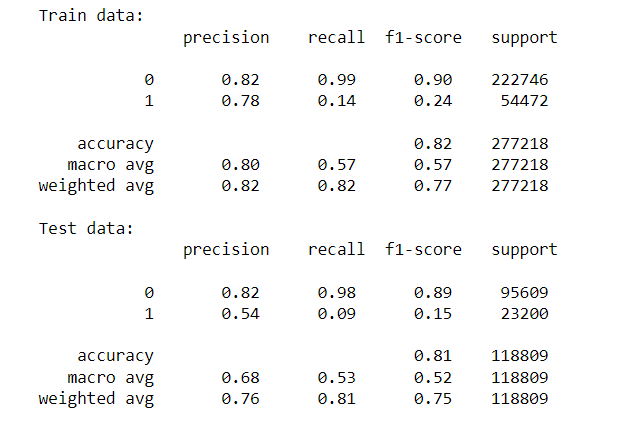 Train data:
precision recall f1-score support
0 0.82 0.99 0.90 222746
1 0.78 0.14 0.24 54472
accuracy 0.82 277218
macro avg 0.80 0.57 0.57 277218
weighted avg 0.82 0.82 0.77 277218
Test data:
precision recall f1-score support
0 0.82 0.98 0.89 95609
1 0.54 0.09 0.15 23200
accuracy 0.81 118809
macro avg 0.68 0.53 0.52 118809
weighted avg 0.76 0.81 0.75 118809